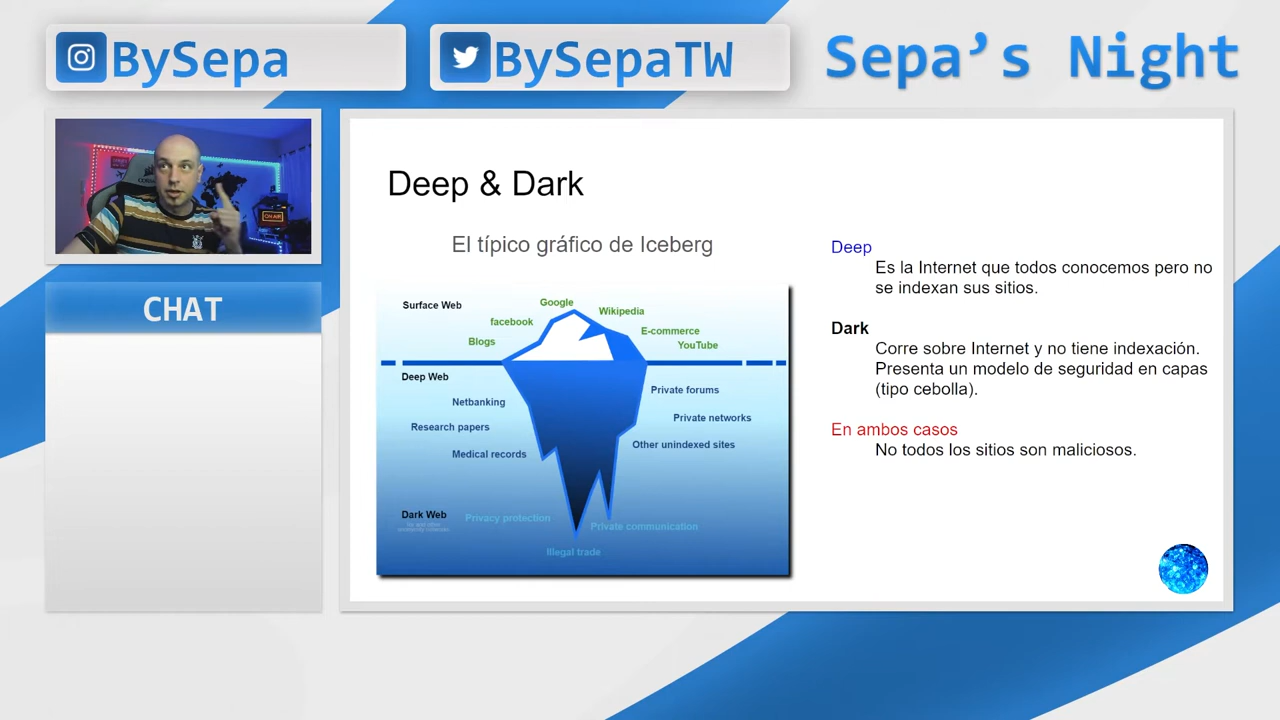 BySepa
BySepaTW
Sepa's Night
ON AIR
CHAT
Deep & Dark
El típico gráfico de Iceberg
Surface Web
Google
Wikipedia
facebook
E-commerce
Blogs
YouTube
Deep Web
Private forums
Netbanking
Private networks
Research papers
Other unindexed sites
Medical records
Dark Web
Privacy protection
Private communication
Illegal trade
Deep
Es la Internet que todos conocemos pero no
se indexan sus sitios.
Dark
Corre sobre Internet y no tiene indexación.
Presenta un modelo de seguridad en capas
(tipo cebolla).
En ambos casos
No todos los sitios son maliciosos.